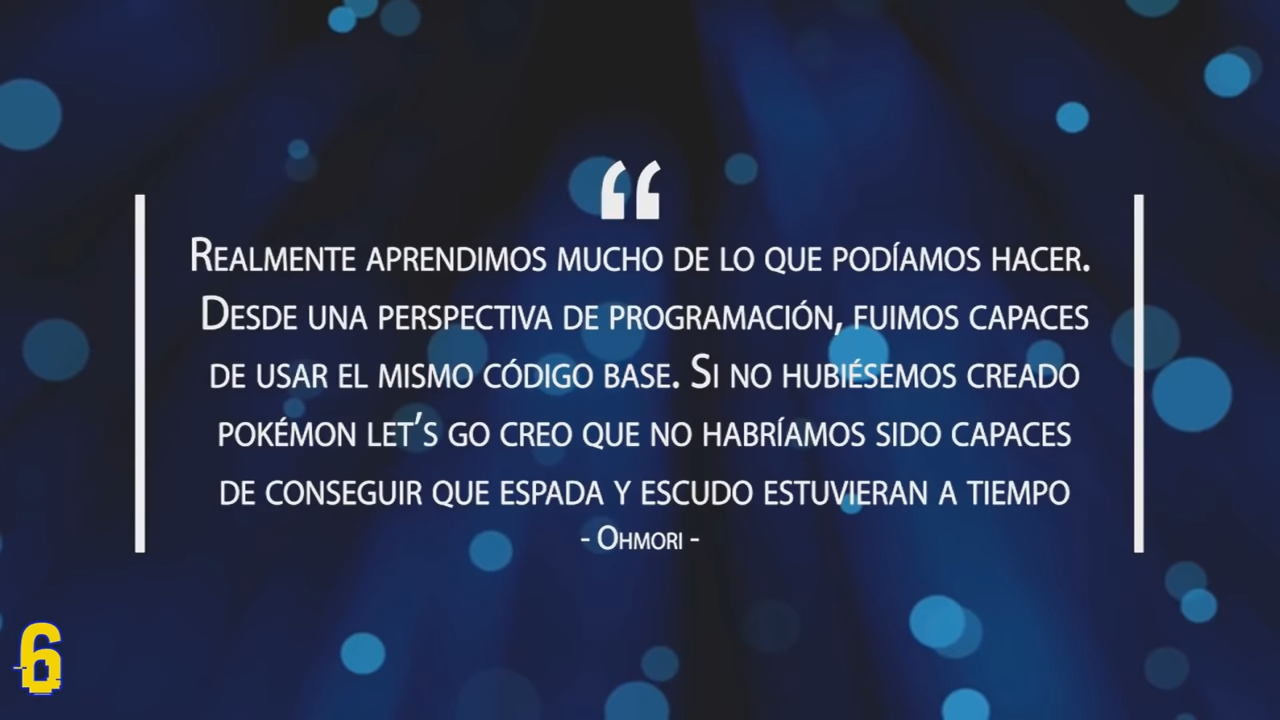 “
Realmente aprendimos mucho de lo que podíamos hacer.
Desde una perspectiva de programación, fuimos capaces
de usar el mismo código base. Si no hubiésemos creado
pokémon let's go creo que no habríamos sido capaces
de conseguir que espada y escudo estuvieran a tiempo
- Ohmori -
6